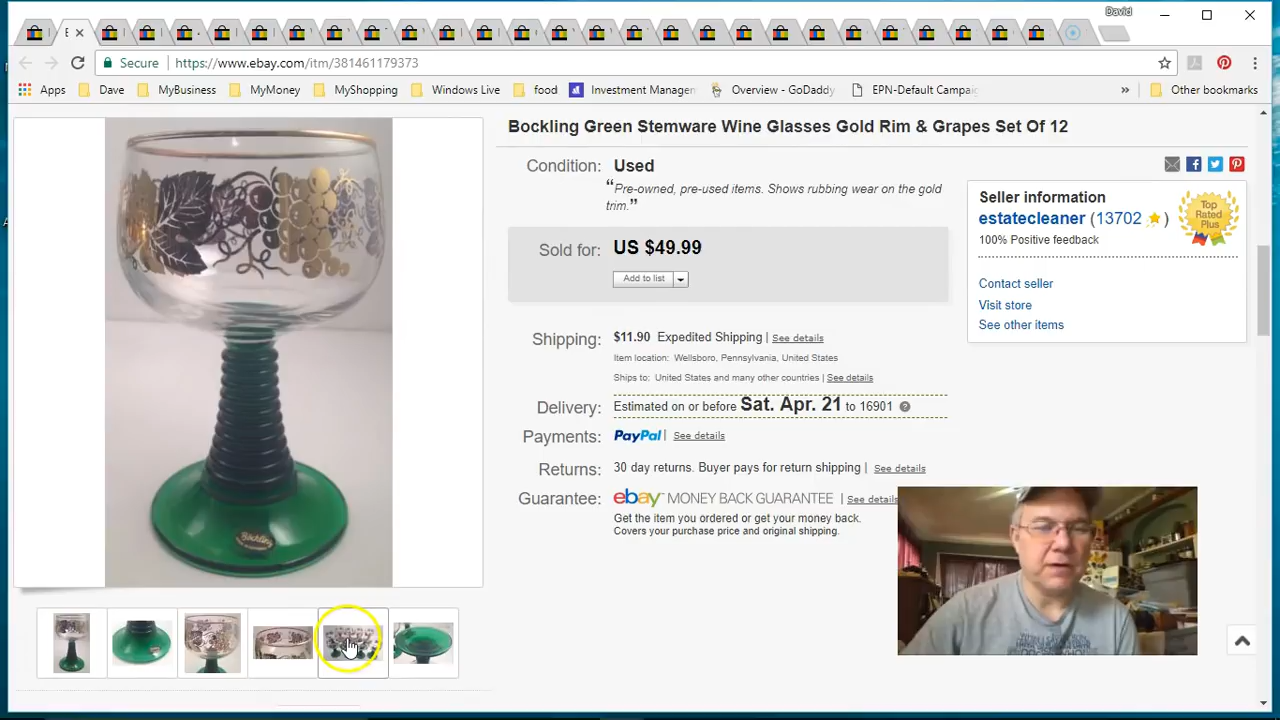 David
Secure
https://www.ebay.com/itm/381461179373
Apps Dave MyBusiness MyMoney MyShopping Windows Live food Investment Manager Overview - GoDaddy EPN-Default Campai » Other bookmarks
Bockling Green Stemware Wine Glasses Gold Rim & Grapes Set Of 12
Condition: Used
“Pre-owned, pre-used items. Shows rubbing wear on the gold
trim.”
Sold for: US $49.99
Add to list
Shipping: $11.90 Expedited Shipping | See details
Item location: Wellsboro, Pennsylvania, United States
Ships to: United States and many other countries | See details
Delivery: Estimated on or before Sat. Apr. 21 to 16901 ?
Payments: PayPal | See details
Returns: 30 day returns. Buyer pays for return shipping | See details
Guarantee: ebay MONEY BACK GUARANTEE | See details
Get the item you ordered or get your money back.
Covers your purchase price and original shipping.
Seller information
estatecleaner (13702 )
100% Positive feedback
Top
Rated
Plus
Contact seller
Visit store
See other items
Böckling